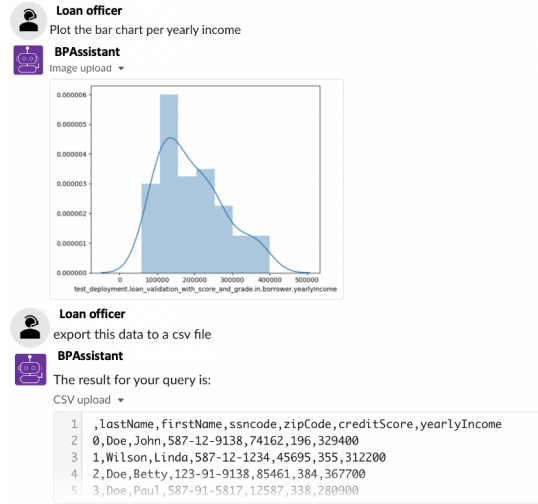 Loan officer
Plot the bar chart per yearly income
BPAssistant
Image upload
0.000006
0.000005
0.000004
0.000003
0.000002
0.000001
0.000000
0 100000 200000 300000 400000 500000
test_deployment.loan_validation_with_score_and_grade.in.borrower.yearlyIncome
Loan officer
export this data to a csv file
BPAssistant
The result for your query is:
CSV upload
1 ,lastName,firstName,ssncode,zipCode,creditScore,yearlyIncome
2 0,Doe,John,587-12-9138,74162,196,329400
3 1,Wilson,Linda,587-12-1234,45695,355,312200
4 2,Doe,Betty,123-91-9138,85461,384,367700
5 3,Doe,Paul,587-91-5817,12587,338,280900